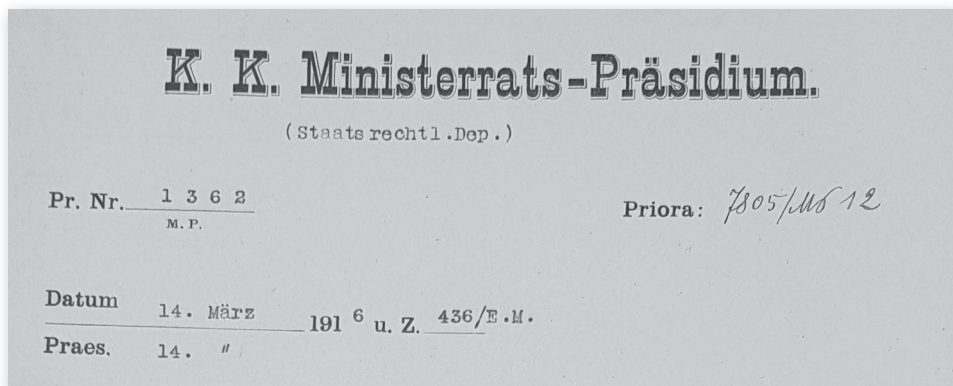 K. K. Ministerrats-Präsidium.
(Staatsrechtl.Dep.)
Pr. Nr. 1 3 6 2
M. P.
Priora: 7805/ 12
Datum 14. März 191 6 u. Z. 436/E.M.
Praes. 14. "